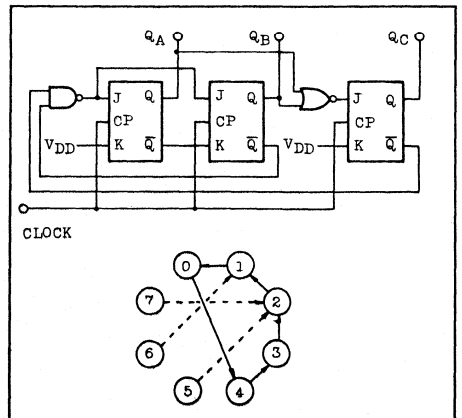 QA QB QC
J Q J Q J Q
CP CP CP
VDD K Q̅ K Q̅ VDD K Q̅
CLOCK
0 1
7 2
6 3
5 4